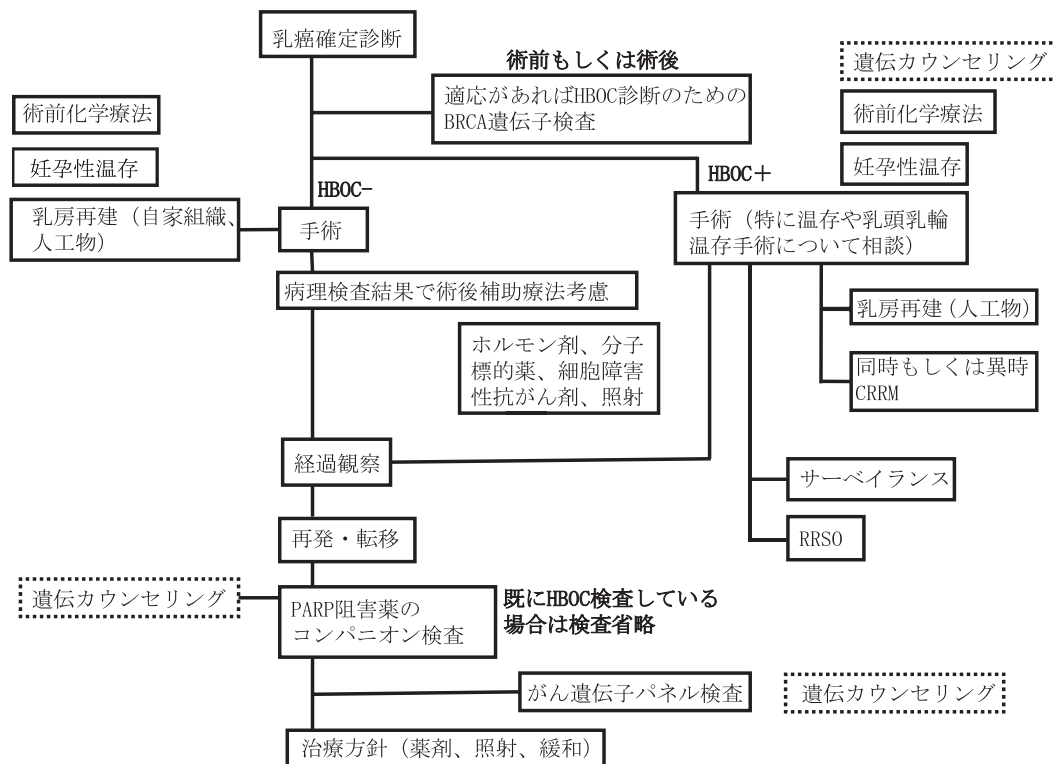 乳癌確定診断
術前もしくは術後
適応があればHBOC診断のための
BRCA遺伝子検査
遺伝カウンセリング
術前化学療法
妊孕性温存
術前化学療法
妊孕性温存
HBOC−
HBOC＋
乳房再建（自家組織、
人工物）
手術
手術（特に温存や乳頭乳輪
温存手術について相談）
病理検査結果で術後補助療法考慮
乳房再建（人工物）
ホルモン剤、分子
標的薬、細胞障害
性抗がん剤、照射
同時もしくは異時
CRRM
経過観察
サーベイランス
再発・転移
RRSO
遺伝カウンセリング
PARP阻害薬の
コンパニオン検査
既にHBOC検査している
場合は検査省略
がん遺伝子パネル検査
遺伝カウンセリング
治療方針（薬剤、照射、緩和）